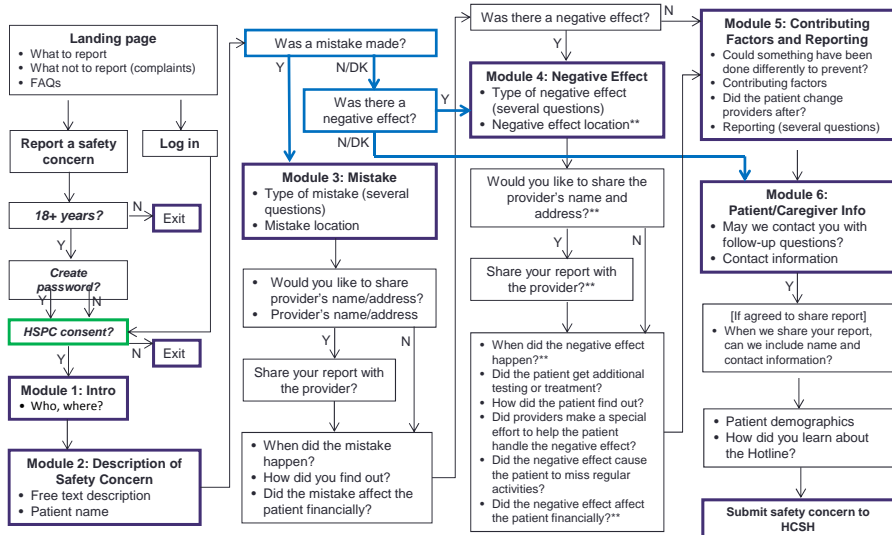 Landing page
• What to report
• What not to report (complaints)
• FAQs
Report a safety
concern
Log in
18+ years?
N
Exit
Y
Create
password?
Y
N
HSPC consent?
N
Exit
Y
Module 1: Intro
• Who, where?
Module 2: Description of
Safety Concern
• Free text description
• Patient name
Was a mistake made?
Y
N/DK
Was there a
negative effect?
Y
N/DK
Module 3: Mistake
• Type of mistake (several
questions)
• Mistake location
• Would you like to share
provider's name/address?
• Provider's name/address
Y
N
Share your report with
the provider?
• When did the mistake
happen?
• How did you find out?
• Did the mistake affect the
patient financially?
Was there a negative effect?
N
Y
Module 4: Negative Effect
• Type of negative effect
(several questions)
• Negative effect location**
Would you like to share the
provider's name and
address?**
Y
N
Share your report with
the provider?**
• When did the negative effect
happen?**
• Did the patient get additional
testing or treatment?
• How did the patient find out?
• Did providers make a special
effort to help the patient
handle the negative effect?
• Did the negative effect cause
the patient to miss regular
activities?
• Did the negative effect affect
the patient financially?**
Module 5: Contributing
Factors and Reporting
• Could something have been
done differently to prevent?
• Contributing factors
• Did the patient change
providers after?
• Reporting (several questions)
Module 6:
Patient/Caregiver Info
• May we contact you with
follow-up questions?
• Contact information
Y
[If agreed to share report]
• When we share your report,
can we include name and
contact information?
• Patient demographics
• How did you learn about
the Hotline?
Submit safety concern to
HCSH